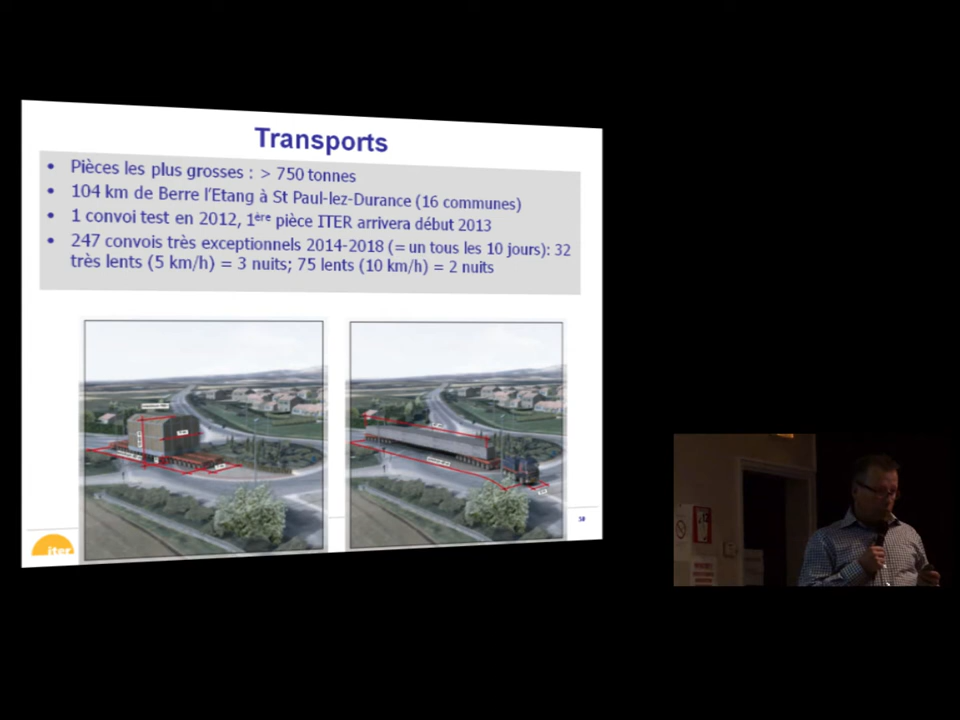 Transports
• Pièces les plus grosses : > 750 tonnes
• 104 km de Berre l'Etang à St Paul-lez-Durance (16 communes)
• 1 convoi test en 2012, 1ère pièce ITER arrivera début 2013
• 247 convois très exceptionnels 2014-2018 (= un tous les 10 jours): 32
très lents (5 km/h) = 3 nuits; 75 lents (10 km/h) = 2 nuits
iter
58